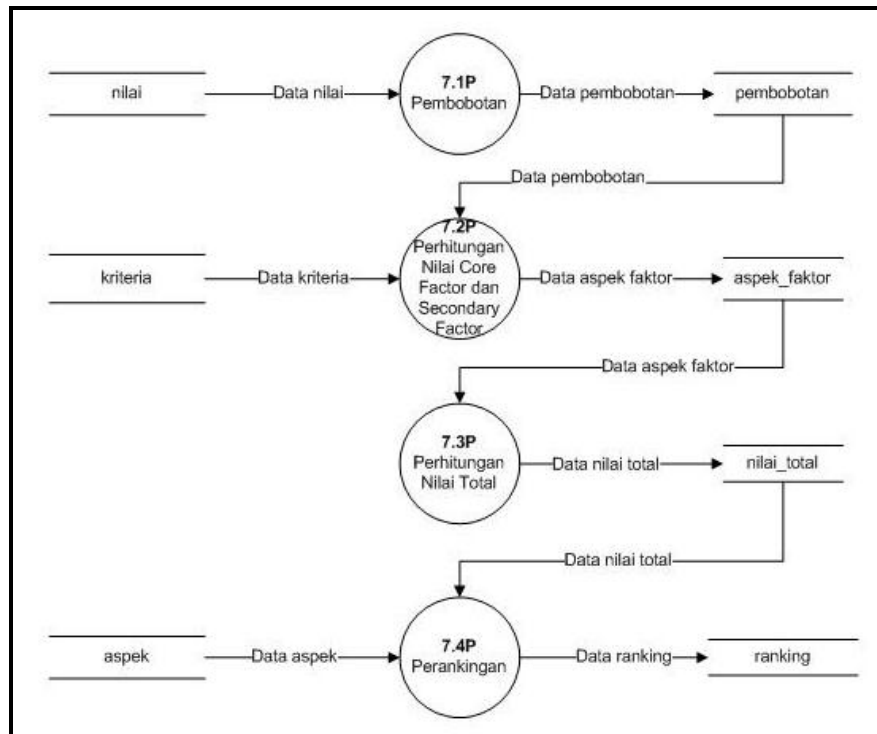 nilai
Data nilai
7.1P
Pembobotan
Data pembobotan
pembobotan
Data pembobotan
kriteria
Data kriteria
7.2P
Perhitungan
Nilai Core
Factor dan
Secondary
Factor
Data aspek faktor
aspek_faktor
Data aspek faktor
7.3P
Perhitungan
Nilai Total
Data nilai total
nilai_total
Data nilai total
aspek
Data aspek
7.4P
Perankingan
Data ranking
ranking